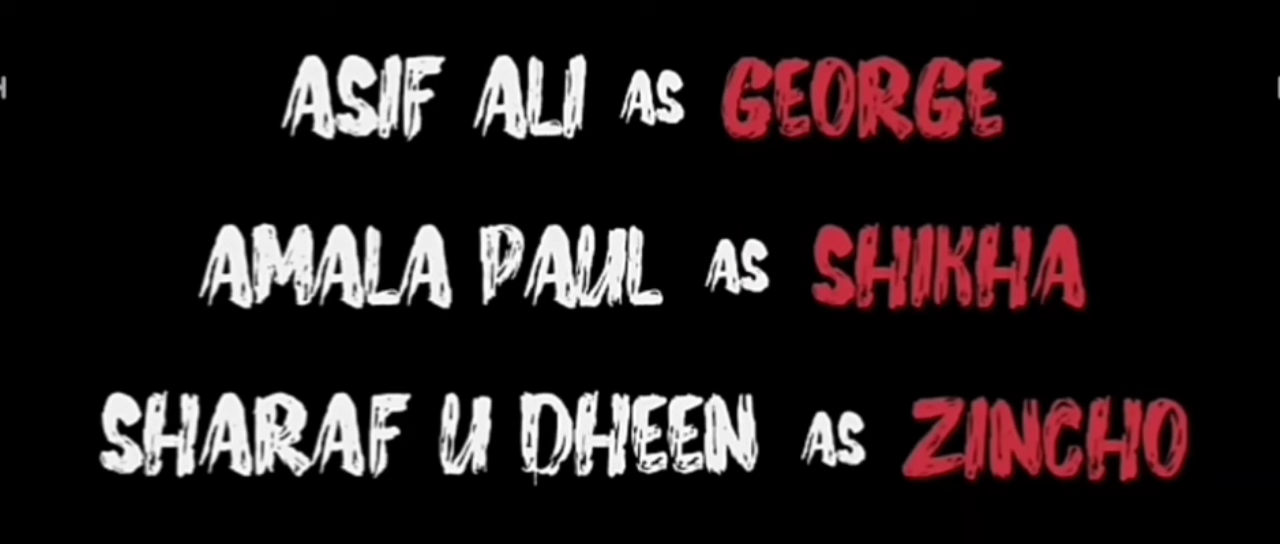 ASIF ALI AS GEORGE
AMALA PAUL AS SHIKHA
SHARAF U DHEEN AS ZINCHO